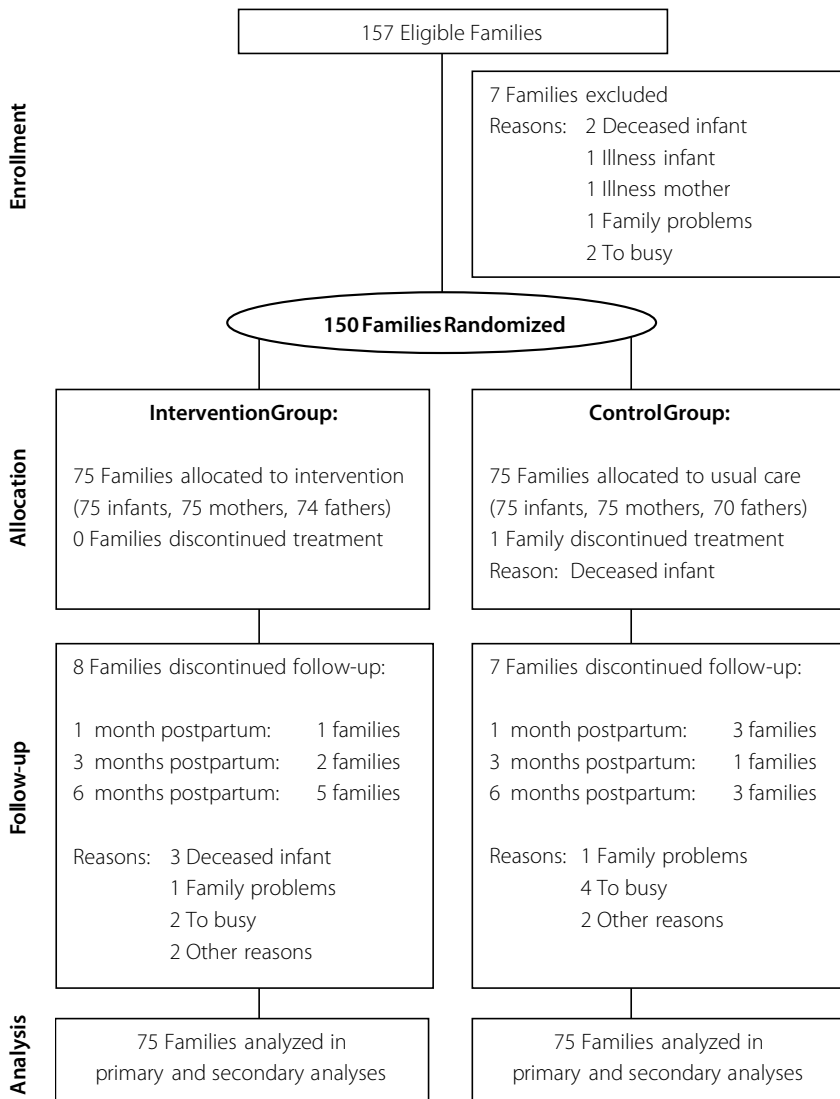 157 Eligible Families
Enrollment
7 Families excluded
Reasons: 2 Deceased infant
1 Illness infant
1 Illness mother
1 Family problems
2 To busy
150 Families Randomized
Allocation
Intervention Group:
75 Families allocated to intervention
(75 infants, 75 mothers, 74 fathers)
0 Families discontinued treatment
Control Group:
75 Families allocated to usual care
(75 infants, 75 mothers, 70 fathers)
1 Family discontinued treatment
Reason: Deceased infant
Follow-up
8 Families discontinued follow-up:
1 month postpartum: 1 families
3 months postpartum: 2 families
6 months postpartum: 5 families
Reasons: 3 Deceased infant
1 Family problems
2 To busy
2 Other reasons
7 Families discontinued follow-up:
1 month postpartum: 3 families
3 months postpartum: 1 families
6 months postpartum: 3 families
Reasons: 1 Family problems
4 To busy
2 Other reasons
Analysis
75 Families analyzed in
primary and secondary analyses
75 Families analyzed in
primary and secondary analyses